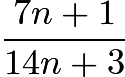 7n + 1
14n + 3